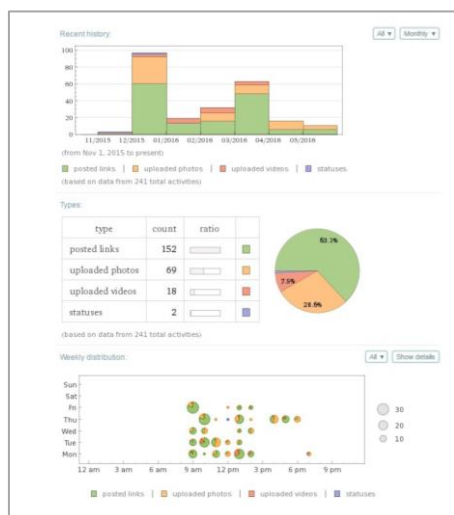 Recent history:
All ▾ Monthly ▾
100
80
60
40
20
0
11/2015 12/2015 01/2016 02/2016 03/2016 04/2016 05/2016
(from Nov 1, 2015 to present)
posted links | uploaded photos | uploaded videos | statuses
(based on data from 241 total activities)
Types:
type count ratio
posted links 152
uploaded photos 69
uploaded videos 18
statuses 2
63.1%
7.5%
28.6%
(based on data from 241 total activities)
Weekly distribution:
All ▾ Show details
Sun
Sat
Fri
Thu
Wed
Tue
Mon
30
20
10
12 am 3 am 6 am 9 am 12 pm 3 pm 6 pm 9 pm
posted links | uploaded photos | uploaded videos | statuses